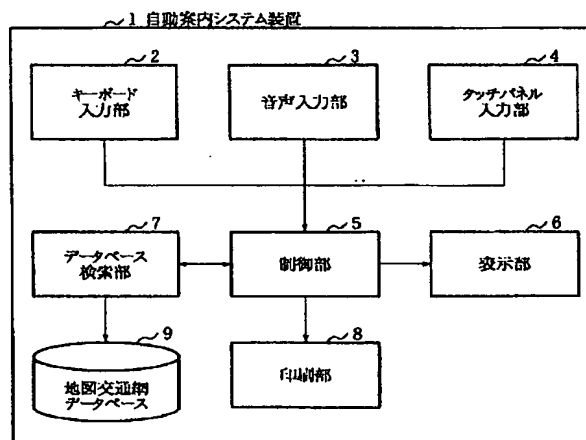 1 自動案内システム装置
2
3
4
キーボード
入力部
音声入力部
タッチパネル
入力部
7
5
6
データベース
検索部
制御部
表示部
9
8
地図交通網
データベース
印刷部